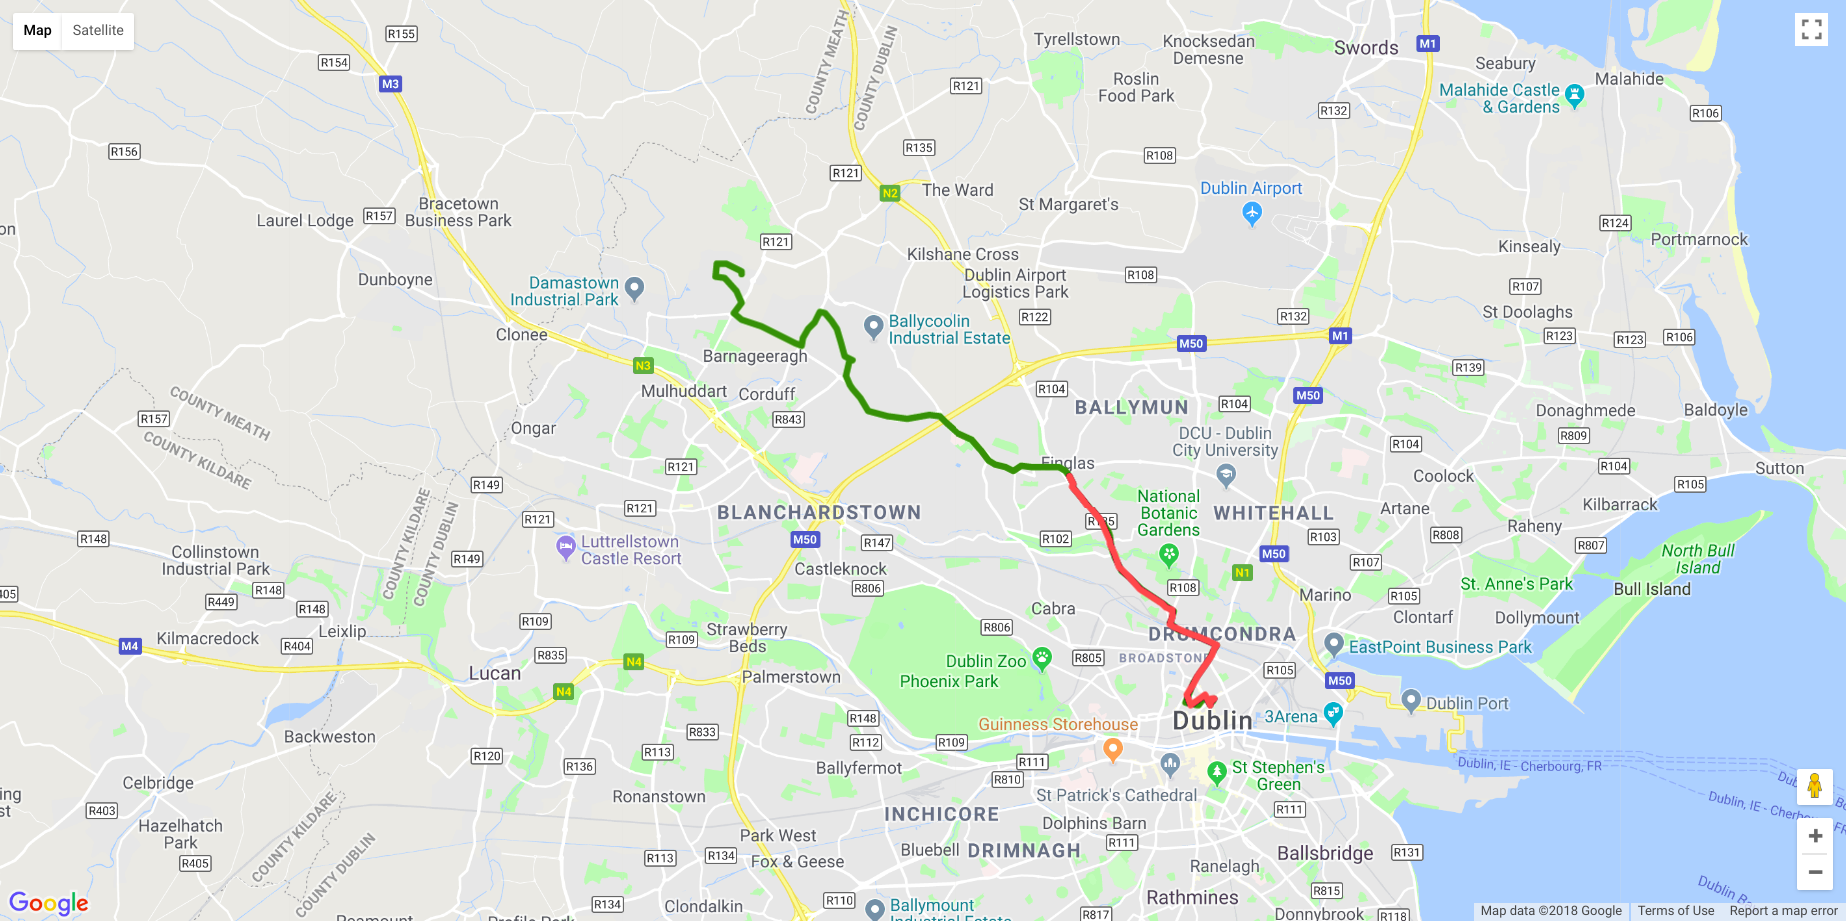 Map
Satellite
R155
R154
M3
COUNTY MEATH
COUNTY DUBLIN
Tyrrellstown
Knocksedan
Demesne
Swords
M1
Seabury
Malahide
Roslin
Food Park
R121
Malahide Castle
& Gardens
R132
R106
R156
R135
R108
R121
N2
The Ward
Dublin Airport
St Margaret's
Bracetown
Business Park
Laurel Lodge
R157
R124
Portmarnock
R121
Kinsealy
Kilshane Cross
Dublin Airport
Logistics Park
R108
Dunboyne
Damastown
Industrial Park
R107
St Doolaghs
R122
R132
Clonee
Ballycoolin
Industrial Estate
M50
M1
R123
R123
R106
Barnageeragh
N3
R139
Mulhuddart
Corduff
R104
M50
BALLYMUN
R104
Donaghmede
Baldoyle
COUNTY MEATH
R157
R843
R809
Ongar
DCU - Dublin
City University
R104
COUNTY KILDARE
R121
Finglas
R104
Sutton
Coolock
R149
R105
COUNTY KILDARE
COUNTY DUBLIN
National
Botanic
Gardens
Kilbarrack
R121
R121
BLANCHARDSTOWN
WHITEHALL
Artane
Raheny
R148
M50
R147
R102
R103
R808
R807
Collinstown
Industrial Park
R149
Luttrellstown
Castle Resort
Castleknock
M50
R107
North Bull
Island
N1
R405
R806
R108
St. Anne's Park
Bull Island
R148
R449
R148
Marino
R105
Clontarf
Cabra
Dollymount
R109
Leixlip
Kilmacredock
R404
M4
Strawberry
Beds
R109
R806
DRUMCONDRA
EastPoint Business Park
R835
N4
Dublin Zoo
R805
BROADSTONE
R105
Lucan
Palmerstown
Phoenix Park
M50
N4
Dublin Port
Guinness Storehouse
Dublin
3Arena
R148
R833
Backweston
R112
R109
R113
R120
R111
Dublin, IE - Cherbourg, FR
R136
Ballyfermot
R810
St Stephen's
Green
Celbridge
Ronanstown
St Patrick's Cathedral
R403
R111
Dublin, IE - Cherbourg, FR
INCHICORE
Hazelhatch
Park
COUNTY KILDARE
Dolphins Barn
Park West
R111
Bluebell
DRIMNAGH
Ballsbridge
R131
R405
R113
R134
Fox & Geese
Ranelagh
COUNTY DUBLIN
R815
Rathmines
Google
R134
Clondalkin
R110
Ballymount
R817
Donnybrook
R118
Map data ©2018 Google
Terms of Use
Report a map error